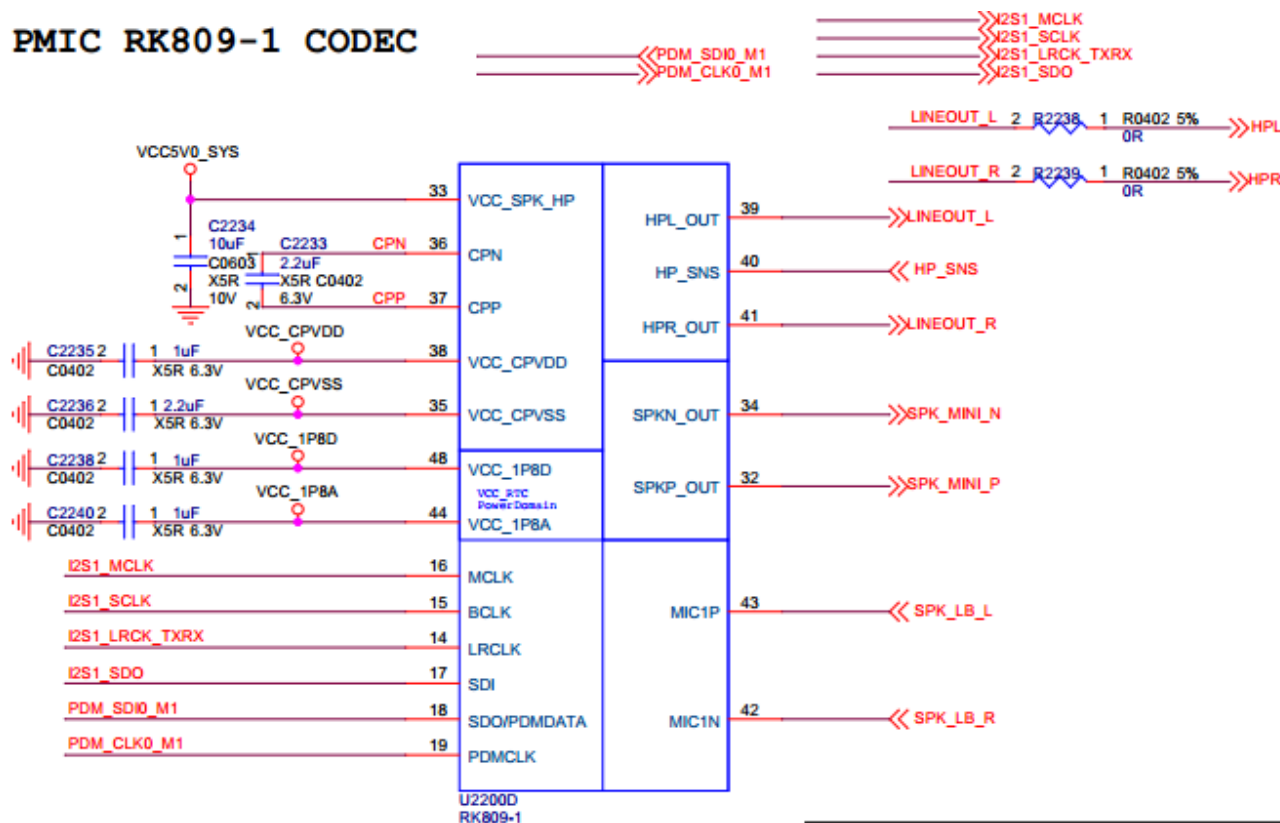 PMIC RK809-1 CODEC
PDM_SDI0_M1
PDM_CLK0_M1
I2S1_MCLK
I2S1_SCLK
I2S1_LRCK_TXRX
I2S1_SDO
LINEOUT_L 2 R2238 1 R0402 5% HPL
0R
LINEOUT_R 2 R2239 1 R0402 5% HPR
0R
VCC5V0_SYS
1 C2234
10uF
C0603
X5R
2 10V
1 C2233
2.2uF
X5R C0402
2 6.3V
33 VCC_SPK_HP
CPN 36 CPN
CPP 37 CPP
VCC_CPVDD
C2235 2 1 1uF 38 VCC_CPVDD
C0402 X5R 6.3V
VCC_CPVSS
C2236 2 1 2.2uF 35 VCC_CPVSS
C0402 X5R 6.3V
VCC_1P8D
C2238 2 1 1uF 48 VCC_1P8D
C0402 X5R 6.3V
VCC_RTC
PowerDomain
VCC_1P8A
C2240 2 1 1uF 44 VCC_1P8A
C0402 X5R 6.3V
I2S1_MCLK 16 MCLK
I2S1_SCLK 15 BCLK
I2S1_LRCK_TXRX 14 LRCLK
I2S1_SDO 17 SDI
PDM_SDI0_M1 18 SDO/PDMDATA
PDM_CLK0_M1 19 PDMCLK
HPL_OUT 39 LINEOUT_L
HP_SNS 40 HP_SNS
HPR_OUT 41 LINEOUT_R
SPKN_OUT 34 SPK_MINI_N
SPKP_OUT 32 SPK_MINI_P
MIC1P 43 SPK_LB_L
MIC1N 42 SPK_LB_R
U2200D
RK809-1